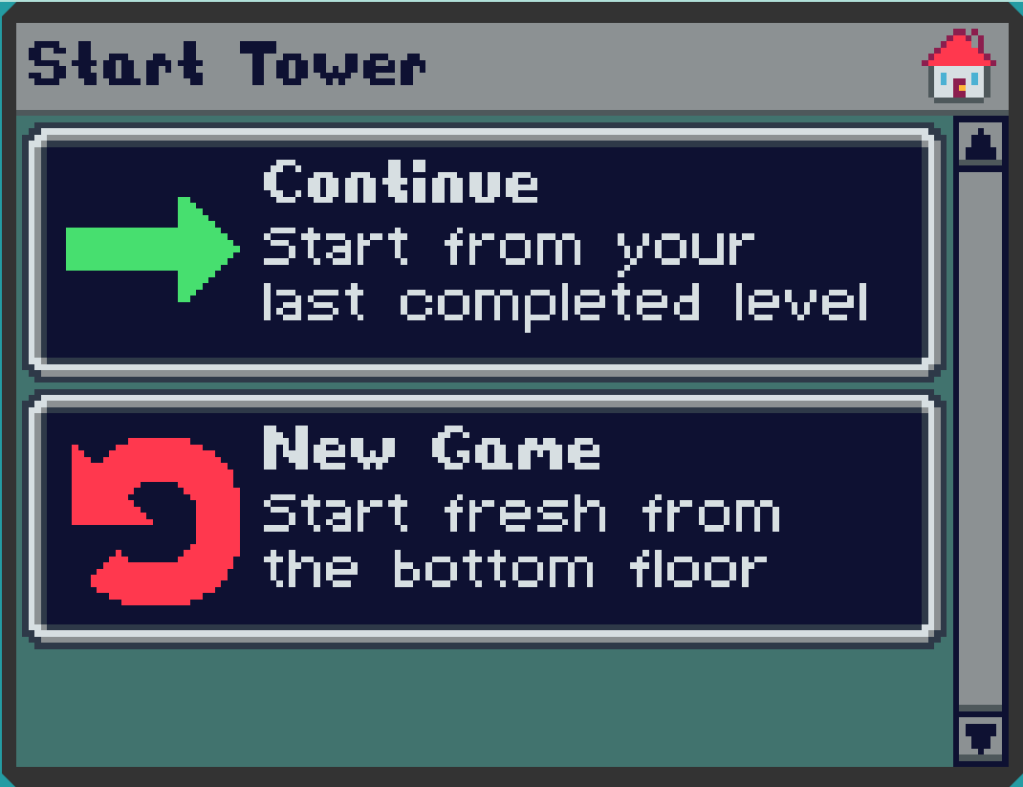 Start Tower
Continue
Start from your
last completed level
New Game
Start fresh from
the bottom floor